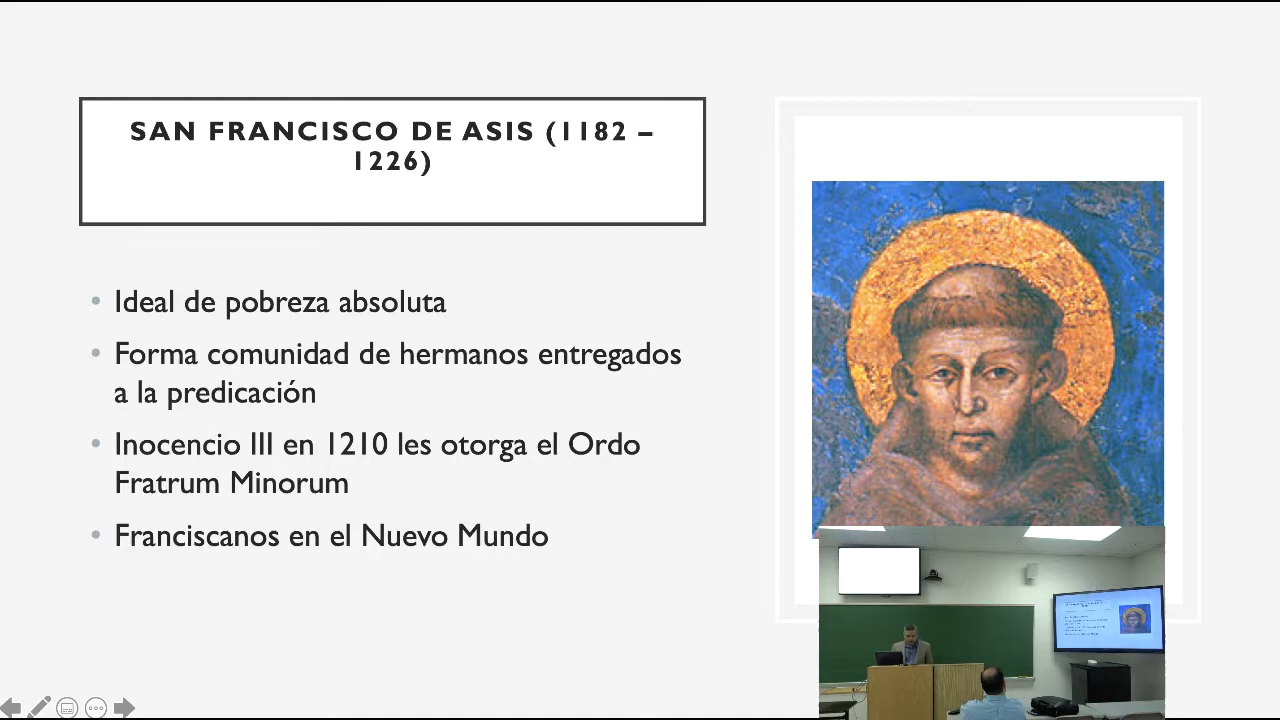 SAN FRANCISCO DE ASIS (1182 –
1226)
• Ideal de pobreza absoluta
• Forma comunidad de hermanos entregados
a la predicación
• Inocencio III en 1210 les otorga el Ordo
Fratrum Minorum
• Franciscanos en el Nuevo Mundo